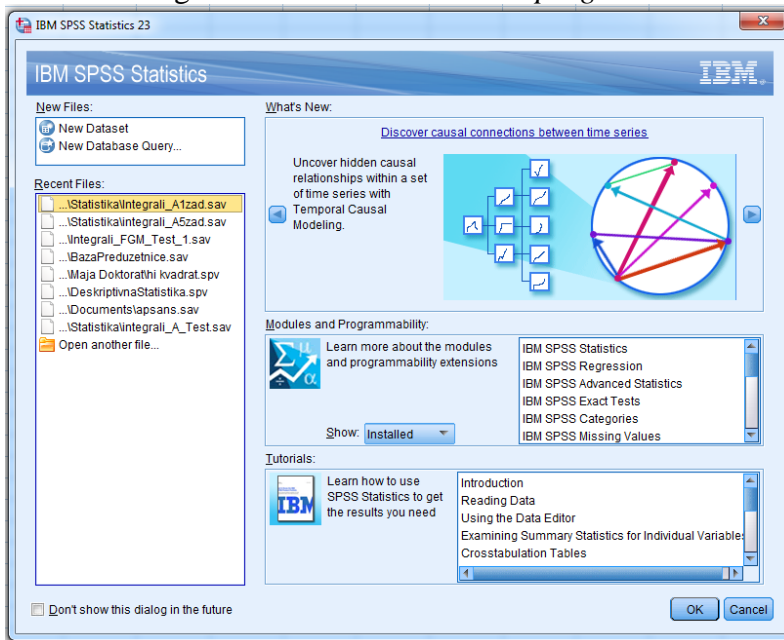 IBM SPSS Statistics 23
IBM SPSS Statistics
IBM.
New Files:
New Dataset
New Database Query...
Recent Files:
...\Statistika\integrali_A1zad.sav
...\Statistika\integrali_A5zad.sav
...\Integrali_FGM_Test_1.sav
...\BazaPreduzetnice.sav
...\Maja Doktorat\hi kvadrat.spv
...\DeskriptivnaStatistika.spv
...\Documents\apsans.sav
...\Statistika\integrali_A_Test.sav
Open another file...
What's New:
Discover causal connections between time series
Uncover hidden causal
relationships within a set
of time series with
Temporal Causal
Modeling.
Modules and Programmability:
Learn more about the modules
and programmability extensions
Show: Installed
IBM SPSS Statistics
IBM SPSS Regression
IBM SPSS Advanced Statistics
IBM SPSS Exact Tests
IBM SPSS Categories
IBM SPSS Missing Values
Tutorials:
IBM
Learn how to use
SPSS Statistics to get
the results you need
Introduction
Reading Data
Using the Data Editor
Examining Summary Statistics for Individual Variables
Crosstabulation Tables
Don't show this dialog in the future
OK
Cancel